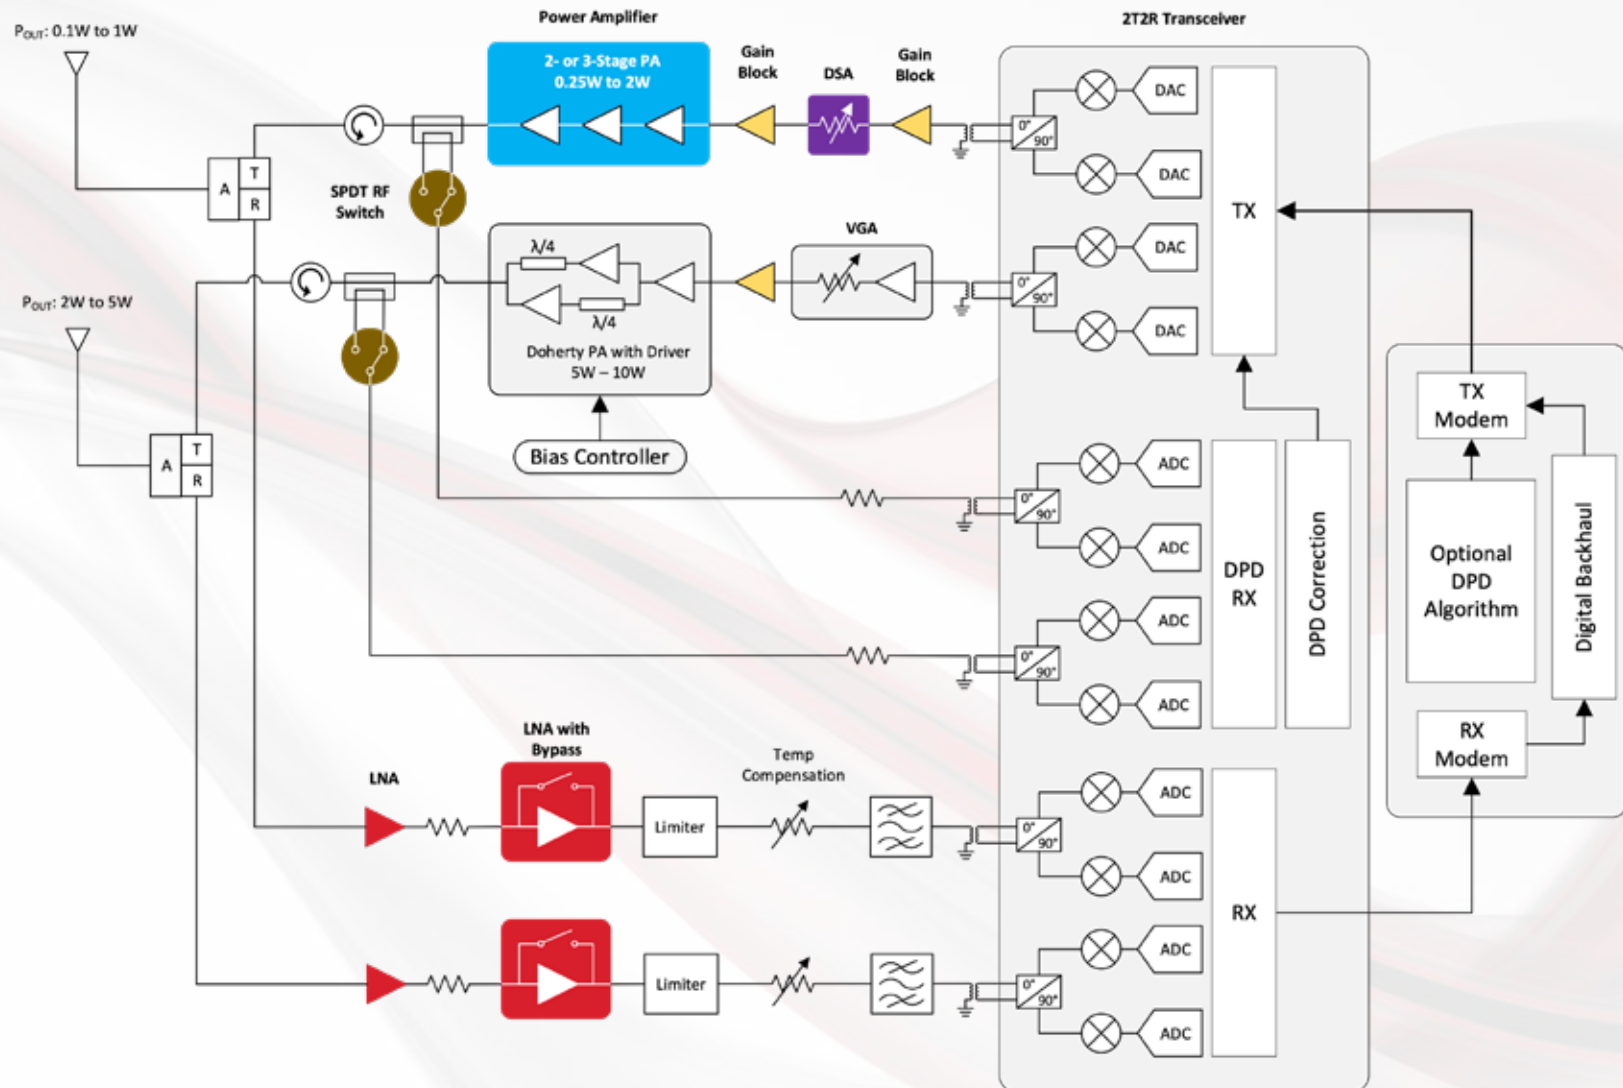 Power Amplifier
2T2R Transceiver
P_OUT: 0.1W to 1W
2- or 3-Stage PA
0.25W to 2W
Gain
Block
DSA
Gain
Block
0°
90°
DAC
DAC
A
T
R
SPDT RF
Switch
TX
λ/4
λ/4
Doherty PA with Driver
5W – 10W
VGA
0°
90°
DAC
DAC
P_OUT: 2W to 5W
Bias Controller
A
T
R
0°
90°
ADC
ADC
DPD
RX
DPD Correction
0°
90°
ADC
ADC
TX
Modem
Optional
DPD
Algorithm
Digital Backhaul
RX
Modem
LNA
LNA with
Bypass
Limiter
Temp
Compensation
0°
90°
ADC
ADC
RX
Limiter
0°
90°
ADC
ADC